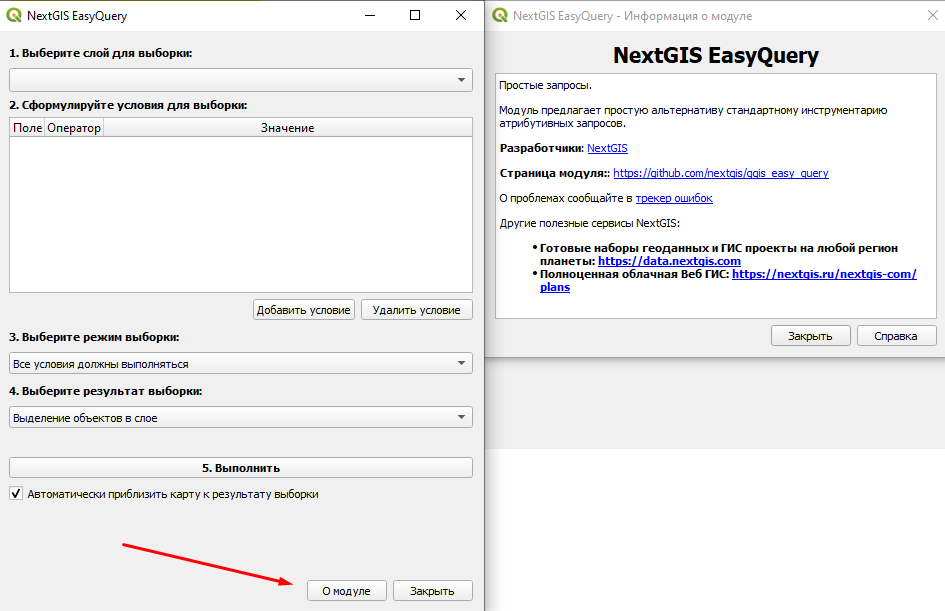 NextGIS EasyQuery
1. Выберите слой для выборки:
2. Сформулируйте условия для выборки:
Поле Оператор Значение
Добавить условие Удалить условие
3. Выберите режим выборки:
Все условия должны выполняться
4. Выберите результат выборки:
Выделение объектов в слое
5. Выполнить
Автоматически приблизить карту к результату выборки
О модуле Закрыть
NextGIS EasyQuery - Информация о модуле
NextGIS EasyQuery
Простые запросы.
Модуль предлагает простую альтернативу стандартному инструментарию
атрибутивных запросов.
Разработчики: NextGIS
Страница модуля:: https://github.com/nextgis/qgis_easy_query
О проблемах сообщайте в трекер ошибок
Другие полезные сервисы NextGIS:
•Готовые наборы геоданных и ГИС проекты на любой регион
планеты: https://data.nextgis.com
•Полноценная облачная Веб ГИС: https://nextgis.ru/nextgis-com/
plans
Закрыть Справка